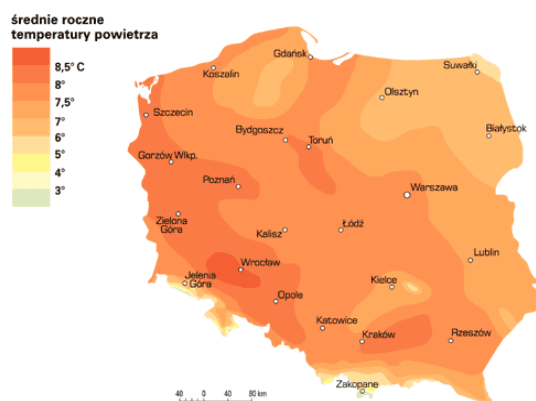 średnie roczne
temperatury powietrza
8,5° C
8°
7,5°
7°
6°
5°
4°
3°
Gdańsk
Koszalin
Suwałki
Olsztyn
Szczecin
Białystok
Bydgoszcz
Toruń
Gorzów Wlkp.
Poznań
Warszawa
Zielona
Góra
Kalisz
Łódź
Lublin
Wrocław
Jelenia
Góra
Kielce
Opole
Katowice
Kraków
Rzeszów
Zakopane
40 0 40 80 km